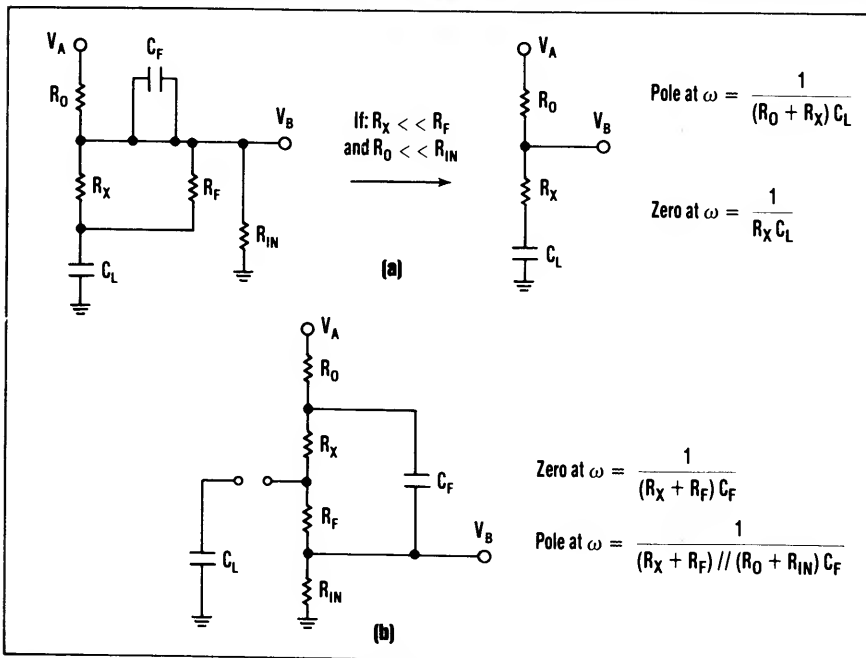 V_A
C_F
R_O
V_B
R_X
R_F
R_IN
C_L
(a)
If: R_X << R_F
and R_O << R_IN
V_A
R_O
V_B
R_X
C_L
Pole at ω = 1 / (R_O + R_X) C_L
Zero at ω = 1 / R_X C_L
V_A
R_O
R_X
C_F
R_F
C_L
V_B
R_IN
(b)
Zero at ω = 1 / (R_X + R_F) C_F
Pole at ω = 1 / (R_X + R_F) // (R_O + R_IN) C_F